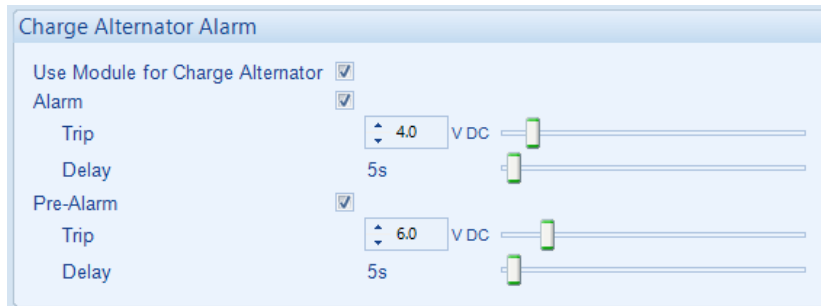 Charge Alternator Alarm
Use Module for Charge Alternator
Alarm
Trip 4.0 V DC
Delay 5s
Pre-Alarm
Trip 6.0 V DC
Delay 5s